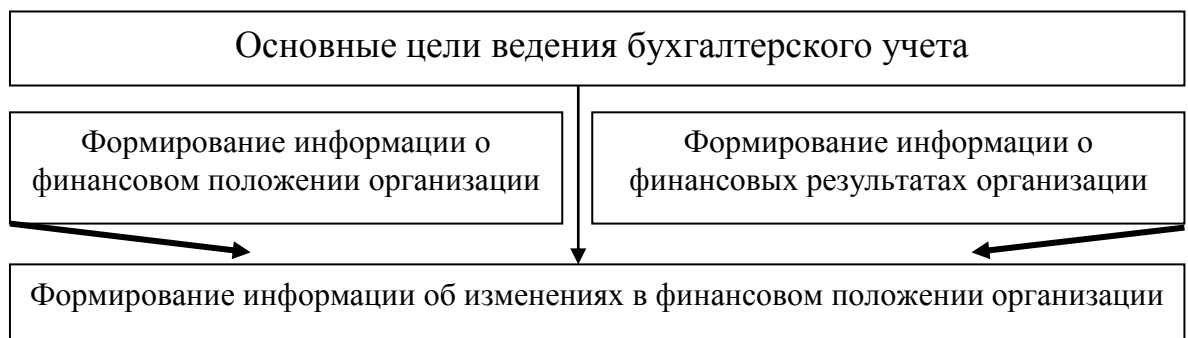 Основные цели ведения бухгалтерского учета
Формирование информации о
финансовом положении организации
Формирование информации о
финансовых результатах организации
Формирование информации об изменениях в финансовом положении организации